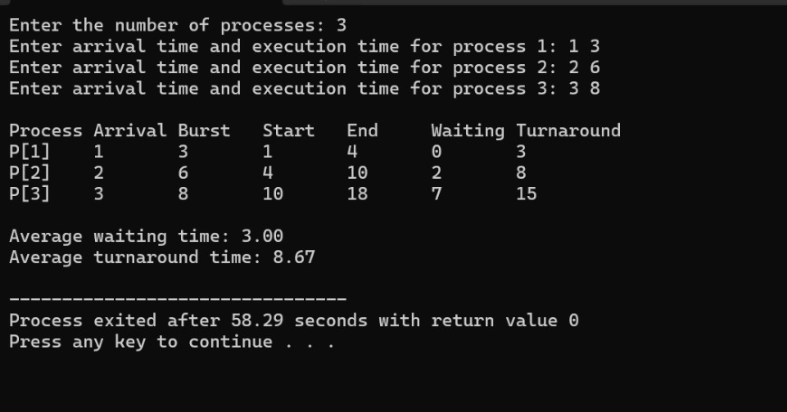 Enter the number of processes: 3
Enter arrival time and execution time for process 1: 1 3
Enter arrival time and execution time for process 2: 2 6
Enter arrival time and execution time for process 3: 3 8
Process Arrival Burst Start End Waiting Turnaround
P[1] 1 3 1 4 0 3
P[2] 2 6 4 10 2 8
P[3] 3 8 10 18 7 15
Average waiting time: 3.00
Average turnaround time: 8.67
--------------------------------
Process exited after 58.29 seconds with return value 0
Press any key to continue . . .